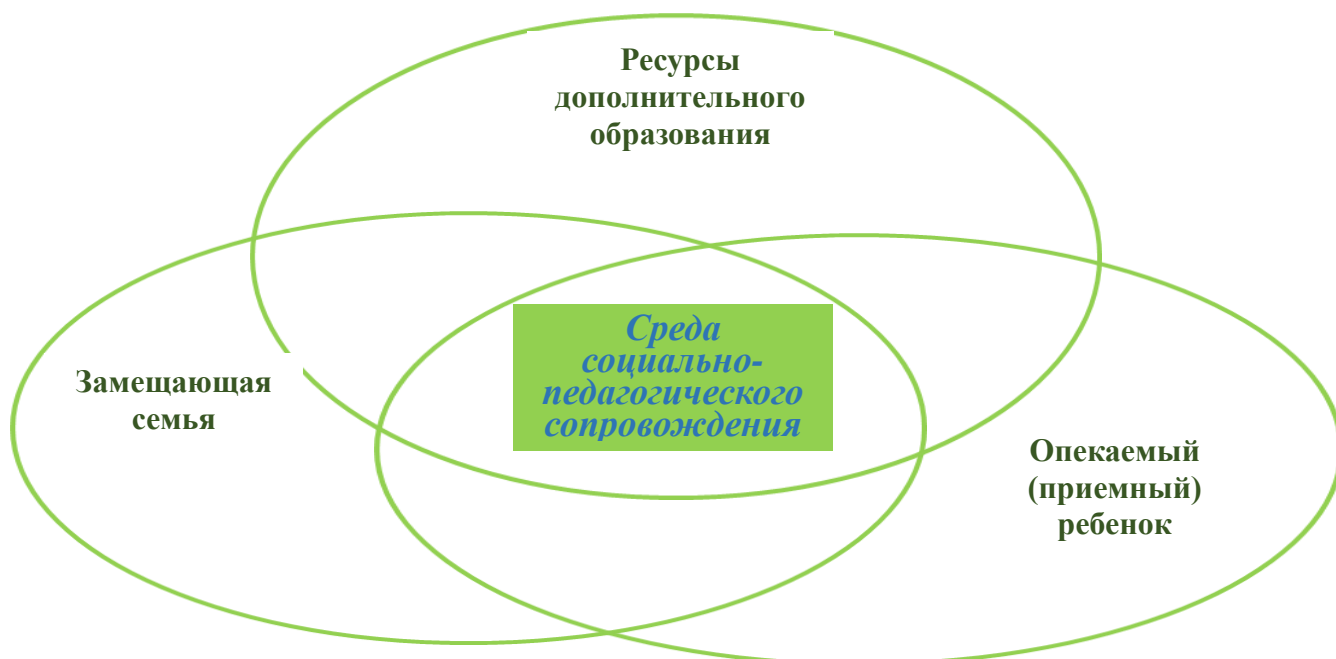 Ресурсы
дополнительного
образования
Среда
социально-
педагогического
сопровождения
Замещающая
семья
Опекаемый
(приемный)
ребенок